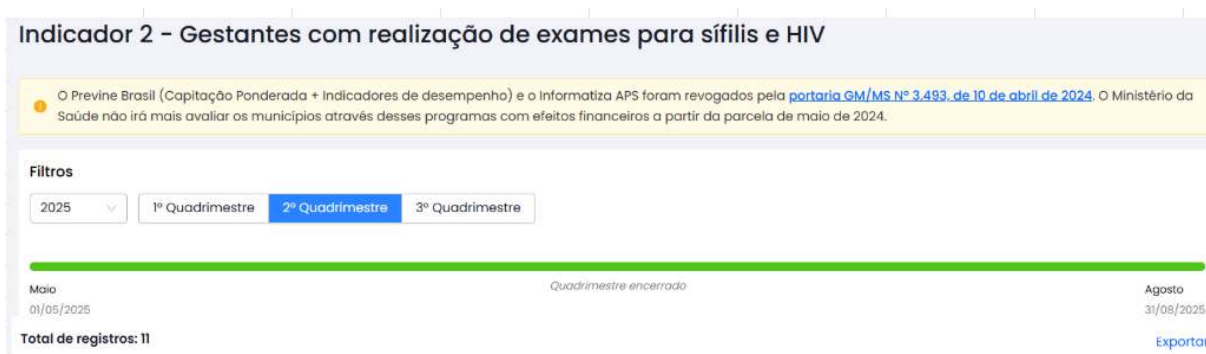 Indicador 2 - Gestantes com realização de exames para sífilis e HIV
O Previne Brasil (Capitação Ponderada + Indicadores de desempenho) e o Informatiza APS foram revogados pela portaria GM/MS Nº 3.493, de 10 de abril de 2024. O Ministério da
Saúde não irá mais avaliar os municípios através desses programas com efeitos financeiros a partir da parcela de maio de 2024.
Filtros
2025 1º Quadrimestre 2º Quadrimestre 3º Quadrimestre
Maio Quadrimestre encerrado Agosto
01/05/2025 31/08/2025
Total de registros: 11 Exportar